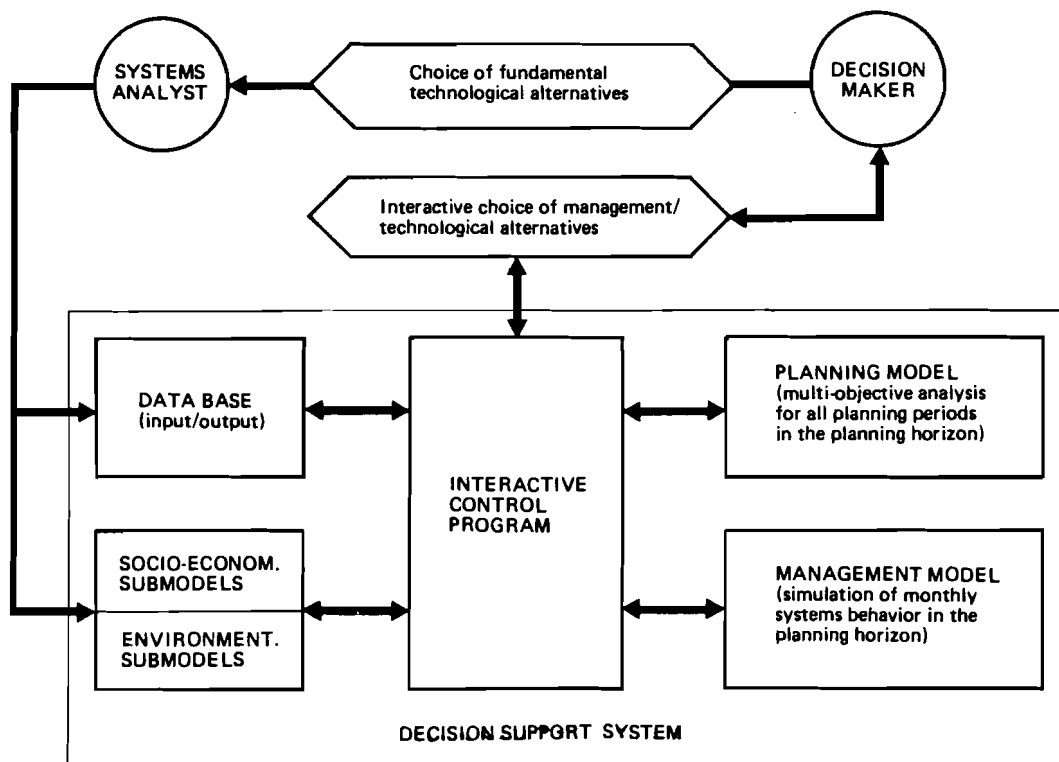 SYSTEMS
ANALYST
Choice of fundamental
technological alternatives
DECISION
MAKER
Interactive choice of management/
technological alternatives
DATA BASE
(input/output)
SOCIO-ECONOM.
SUBMODELS
ENVIRONMENT.
SUBMODELS
INTERACTIVE
CONTROL
PROGRAM
PLANNING MODEL
(multi-objective analysis
for all planning periods
in the planning horizon)
MANAGEMENT MODEL
(simulation of monthly
systems behavior in the
planning horizon)
DECISION SUPPORT SYSTEM